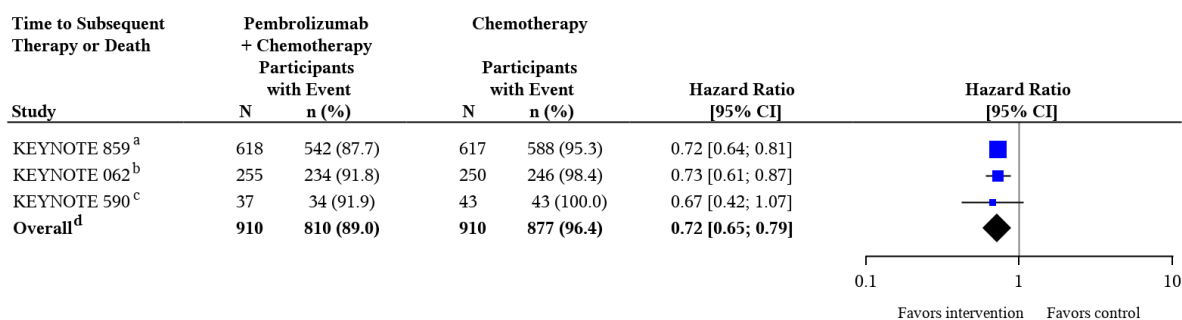 Time to Subsequent Therapy or Death
Pembrolizumab + Chemotherapy
Chemotherapy
Participants with Event
Participants with Event
Hazard Ratio
Hazard Ratio
Study N n (%) N n (%) [95% CI] [95% CI]
KEYNOTE 859 a 618 542 (87.7) 617 588 (95.3) 0.72 [0.64; 0.81]
KEYNOTE 062 b 255 234 (91.8) 250 246 (98.4) 0.73 [0.61; 0.87]
KEYNOTE 590 c 37 34 (91.9) 43 43 (100.0) 0.67 [0.42; 1.07]
Overall d 910 810 (89.0) 910 877 (96.4) 0.72 [0.65; 0.79]
0.1 1 10
Favors intervention Favors control